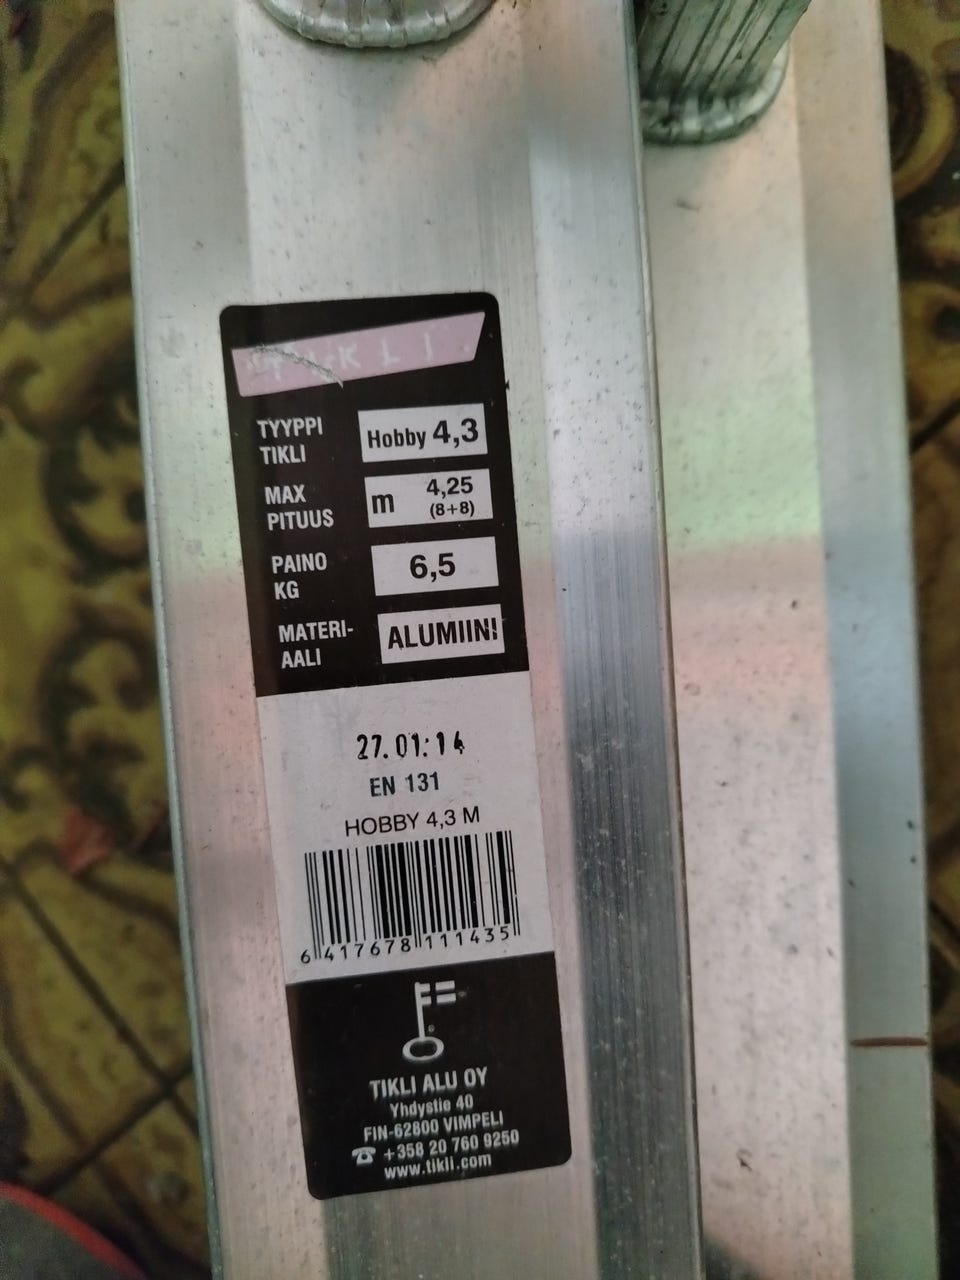 TIKLI
TYYPPI
TIKLI
Hobby 4,3
MAX
PITUUS
m 4,25
(8+8)
PAINO
KG
6,5
MATERI-
AALI
ALUMIINI
27.01.14
EN 131
HOBBY 4,3 M
6 417678 111435
TIKLI ALU OY
Yhdystie 40
FIN-62800 VIMPELI
☎ +358 20 760 9250
www.tikli.com